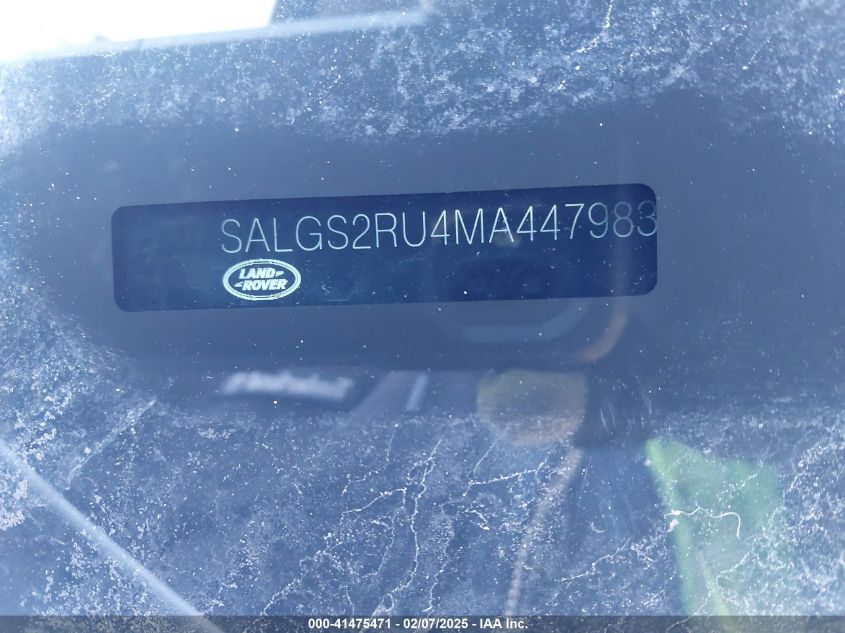 SALGS2RU4MA447983
LAND
ROVER
000-41475471 - 02/07/2025 - IAA Inc.